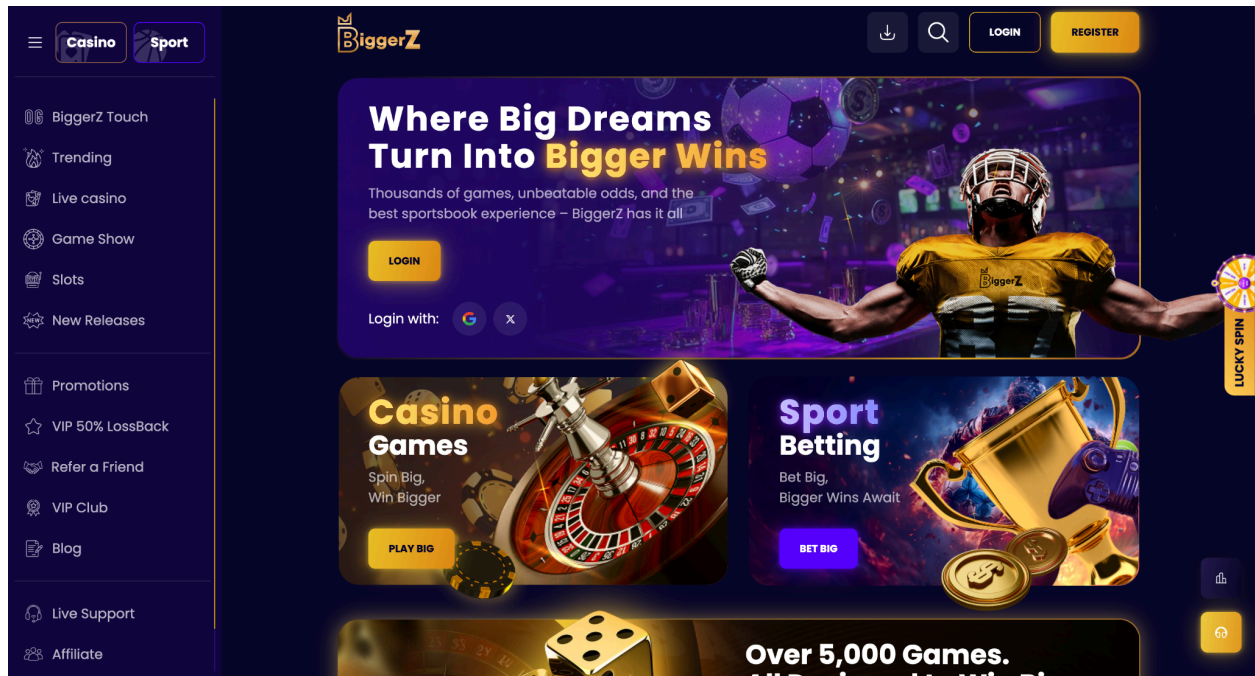 Casino
Sport
BiggerZ
LOGIN
REGISTER
BiggerZ Touch
Trending
Live casino
Game Show
Slots
New Releases
Promotions
VIP 50% LossBack
Refer a Friend
VIP Club
Blog
Live Support
Affiliate
Where Big Dreams
Turn Into Bigger Wins
Thousands of games, unbeatable odds, and the
best sportsbook experience – BiggerZ has it all
LOGIN
Login with:
BiggerZ
87
LUCKY SPIN
Casino
Games
Spin Big,
Win Bigger
PLAY BIG
Sport
Betting
Bet Big,
Bigger Wins Await
BET BIG
Over 5,000 Games.